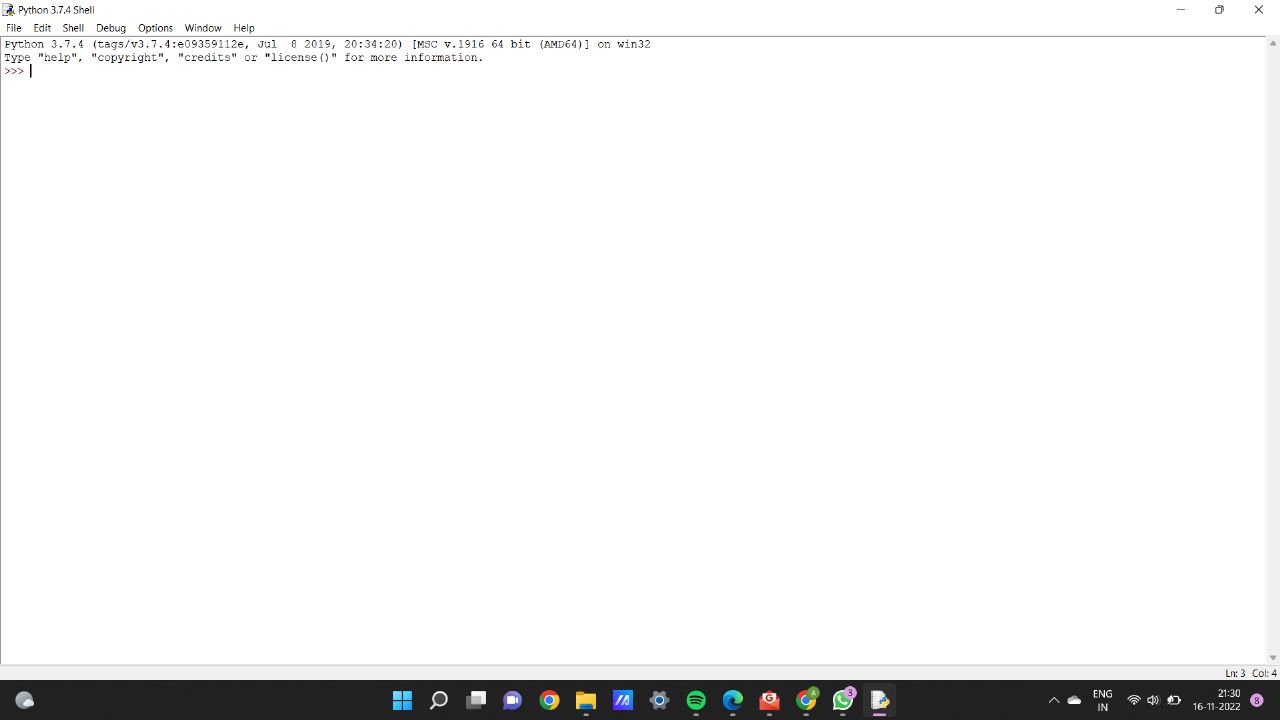 Python 3.7.4 Shell
File Edit Shell Debug Options Window Help
Python 3.7.4 (tags/v3.7.4:e09359112e, Jul  8 2019, 20:34:20) [MSC v.1916 64 bit (AMD64)] on win32
Type "help", "copyright", "credits" or "license()" for more information.
>>>
Ln: 3 Col: 4
A
3
ENG
IN
21:30
16-11-2022
8